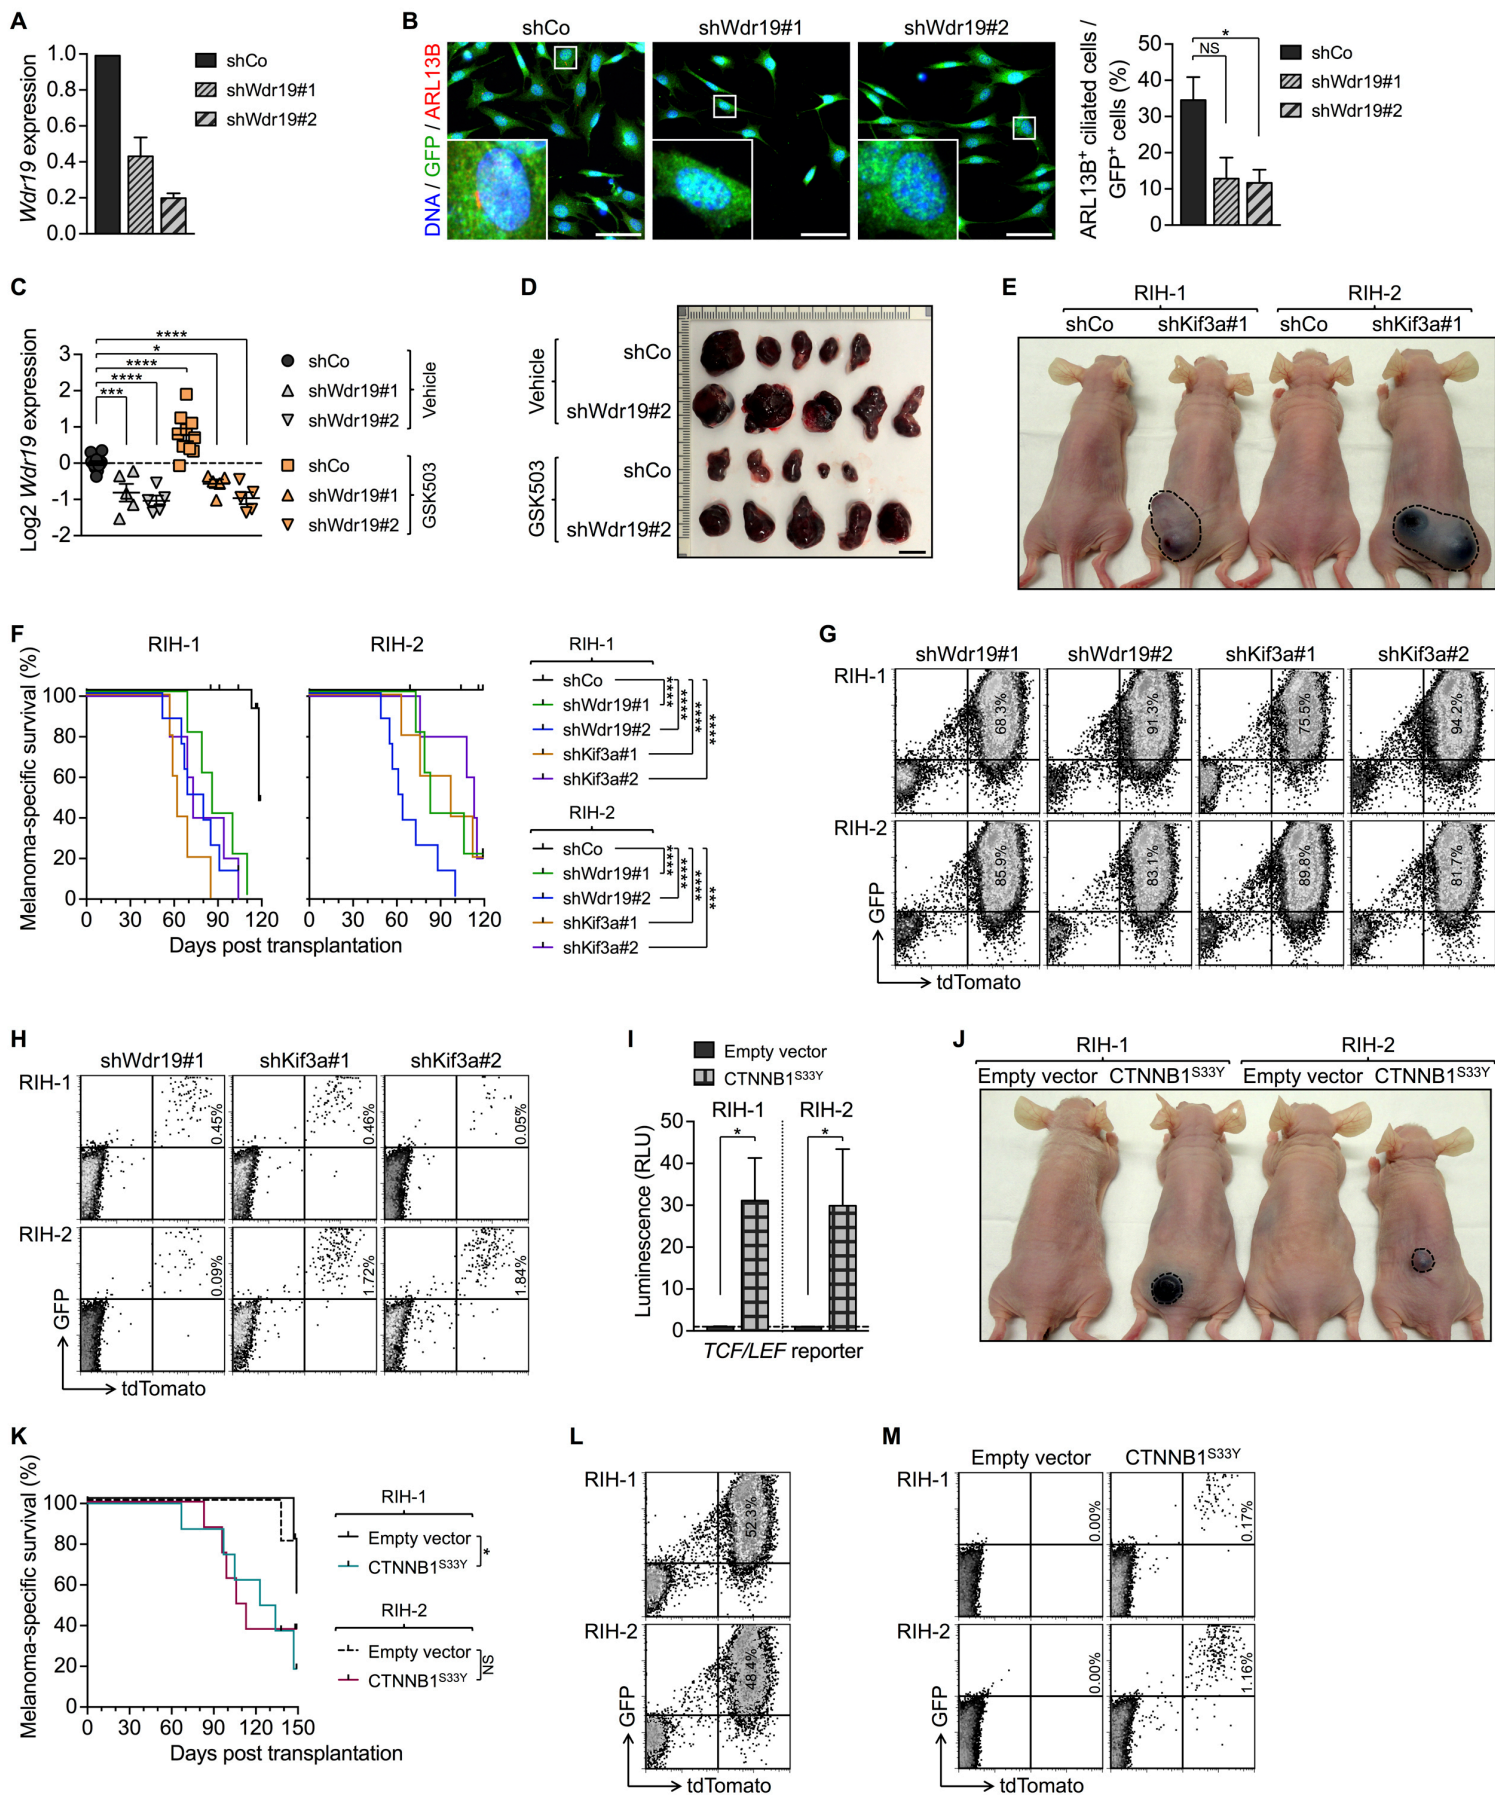 A
Wdr19 expression
1.0
0.8
0.6
0.4
0.2
0.0
shCo
shWdr19#1
shWdr19#2
B
shCo
shWdr19#1
shWdr19#2
DNA / GFP / ARL13B
ARL13B+ ciliated cells /
GFP+ cells (%)
50
40
30
20
10
0
*
NS
shCo
shWdr19#1
shWdr19#2
C
Log2 Wdr19 expression
3
2
1
0
-1
-2
****
*
****
****
***
shCo
shWdr19#1
shWdr19#2
Vehicle
shCo
shWdr19#1
shWdr19#2
GSK503
D
Vehicle
shCo
shWdr19#2
GSK503
shCo
shWdr19#2
E
RIH-1
RIH-2
shCo
shKif3a#1
shCo
shKif3a#1
F
RIH-1
RIH-2
Melanoma-specific survival (%)
100
80
60
40
20
0
0 30 60 90 120
0 30 60 90 120
Days post transplantation
RIH-1
shCo
shWdr19#1
shWdr19#2
shKif3a#1
shKif3a#2
****
****
****
****
RIH-2
shCo
shWdr19#1
shWdr19#2
shKif3a#1
shKif3a#2
****
****
****
***
G
shWdr19#1
shWdr19#2
shKif3a#1
shKif3a#2
RIH-1
68.3%
91.3%
75.5%
94.2%
RIH-2
85.9%
83.1%
89.8%
81.7%
GFP
tdTomato
H
shWdr19#1
shKif3a#1
shKif3a#2
RIH-1
0.45%
0.46%
0.05%
RIH-2
0.09%
1.72%
1.84%
GFP
tdTomato
I
Empty vector
CTNNB1S33Y
RIH-1
RIH-2
Luminescence (RLU)
50
40
30
20
10
0
*
*
TCF/LEF reporter
J
RIH-1
RIH-2
Empty vector
CTNNB1S33Y
Empty vector
CTNNB1S33Y
K
Melanoma-specific survival (%)
100
80
60
40
20
0
0 30 60 90 120 150
Days post transplantation
RIH-1
Empty vector
CTNNB1S33Y
*
RIH-2
Empty vector
CTNNB1S33Y
NS
L
RIH-1
52.3%
RIH-2
48.4%
GFP
tdTomato
M
Empty vector
CTNNB1S33Y
RIH-1
0.00%
0.17%
RIH-2
0.00%
1.16%
GFP
tdTomato